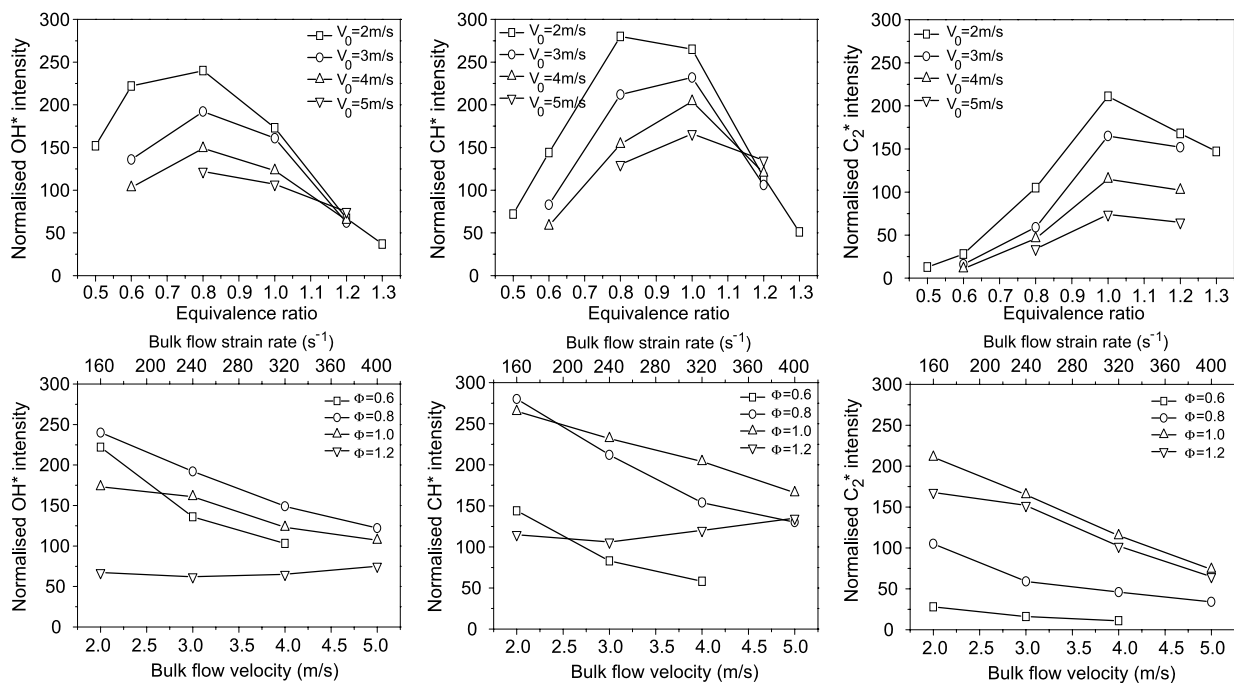 300
250
200
150
100
50
0
Normalised OH* intensity
V0=2m/s
V0=3m/s
V0=4m/s
V0=5m/s
0.5 0.6 0.7 0.8 0.9 1.0 1.1 1.2 1.3
Equivalence ratio
300
250
200
150
100
50
0
Normalised CH* intensity
V0=2m/s
V0=3m/s
V0=4m/s
V0=5m/s
0.5 0.6 0.7 0.8 0.9 1.0 1.1 1.2 1.3
Equivalence ratio
300
250
200
150
100
50
0
Normalised C2* intensity
V0=2m/s
V0=3m/s
V0=4m/s
V0=5m/s
0.5 0.6 0.7 0.8 0.9 1.0 1.1 1.2 1.3
Equivalence ratio
Bulk flow strain rate (s-1)
160 200 240 280 320 360 400
300
250
200
150
100
50
0
Normalised OH* intensity
Φ=0.6
Φ=0.8
Φ=1.0
Φ=1.2
2.0 2.5 3.0 3.5 4.0 4.5 5.0
Bulk flow velocity (m/s)
Bulk flow strain rate (s-1)
160 200 240 280 320 360 400
300
250
200
150
100
50
0
Normalised CH* intensity
Φ=0.6
Φ=0.8
Φ=1.0
Φ=1.2
2.0 2.5 3.0 3.5 4.0 4.5 5.0
Bulk flow velocity (m/s)
Bulk flow strain rate (s-1)
160 200 240 280 320 360 400
300
250
200
150
100
50
0
Normalised C2* intensity
Φ=0.6
Φ=0.8
Φ=1.0
Φ=1.2
2.0 2.5 3.0 3.5 4.0 4.5 5.0
Bulk flow velocity (m/s)